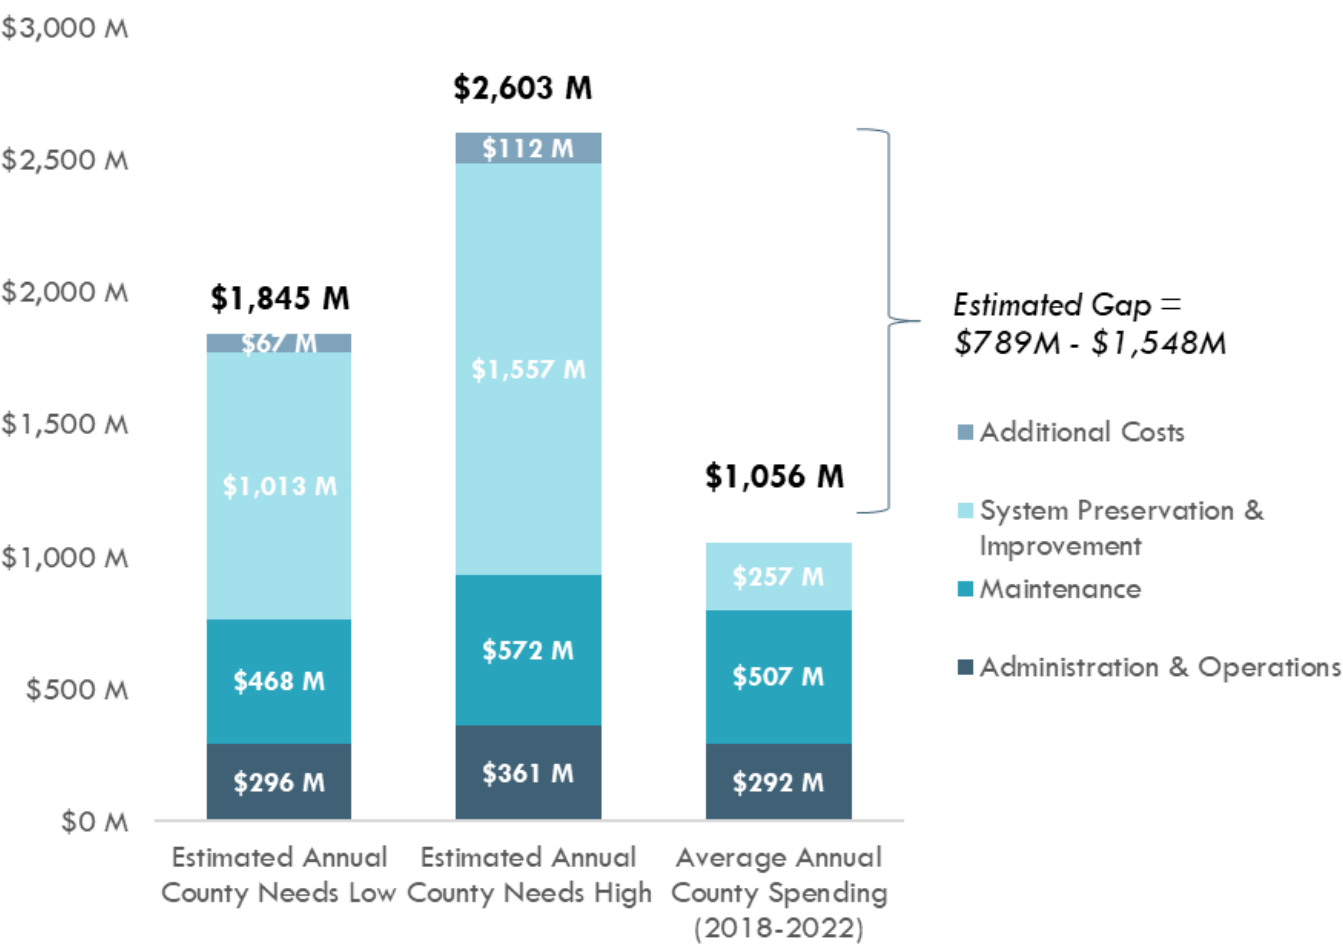 $3,000 M
$2,500 M
$2,000 M
$1,500 M
$1,000 M
$500 M
$0 M
$1,845 M
$67 M
$1,013 M
$468 M
$296 M
$2,603 M
$112 M
$1,557 M
$572 M
$361 M
$1,056 M
$257 M
$507 M
$292 M
Estimated Annual
County Needs Low
Estimated Annual
County Needs High
Average Annual
County Spending
(2018-2022)
Estimated Gap =
$789M - $1,548M
Additional Costs
System Preservation &
Improvement
Maintenance
Administration & Operations